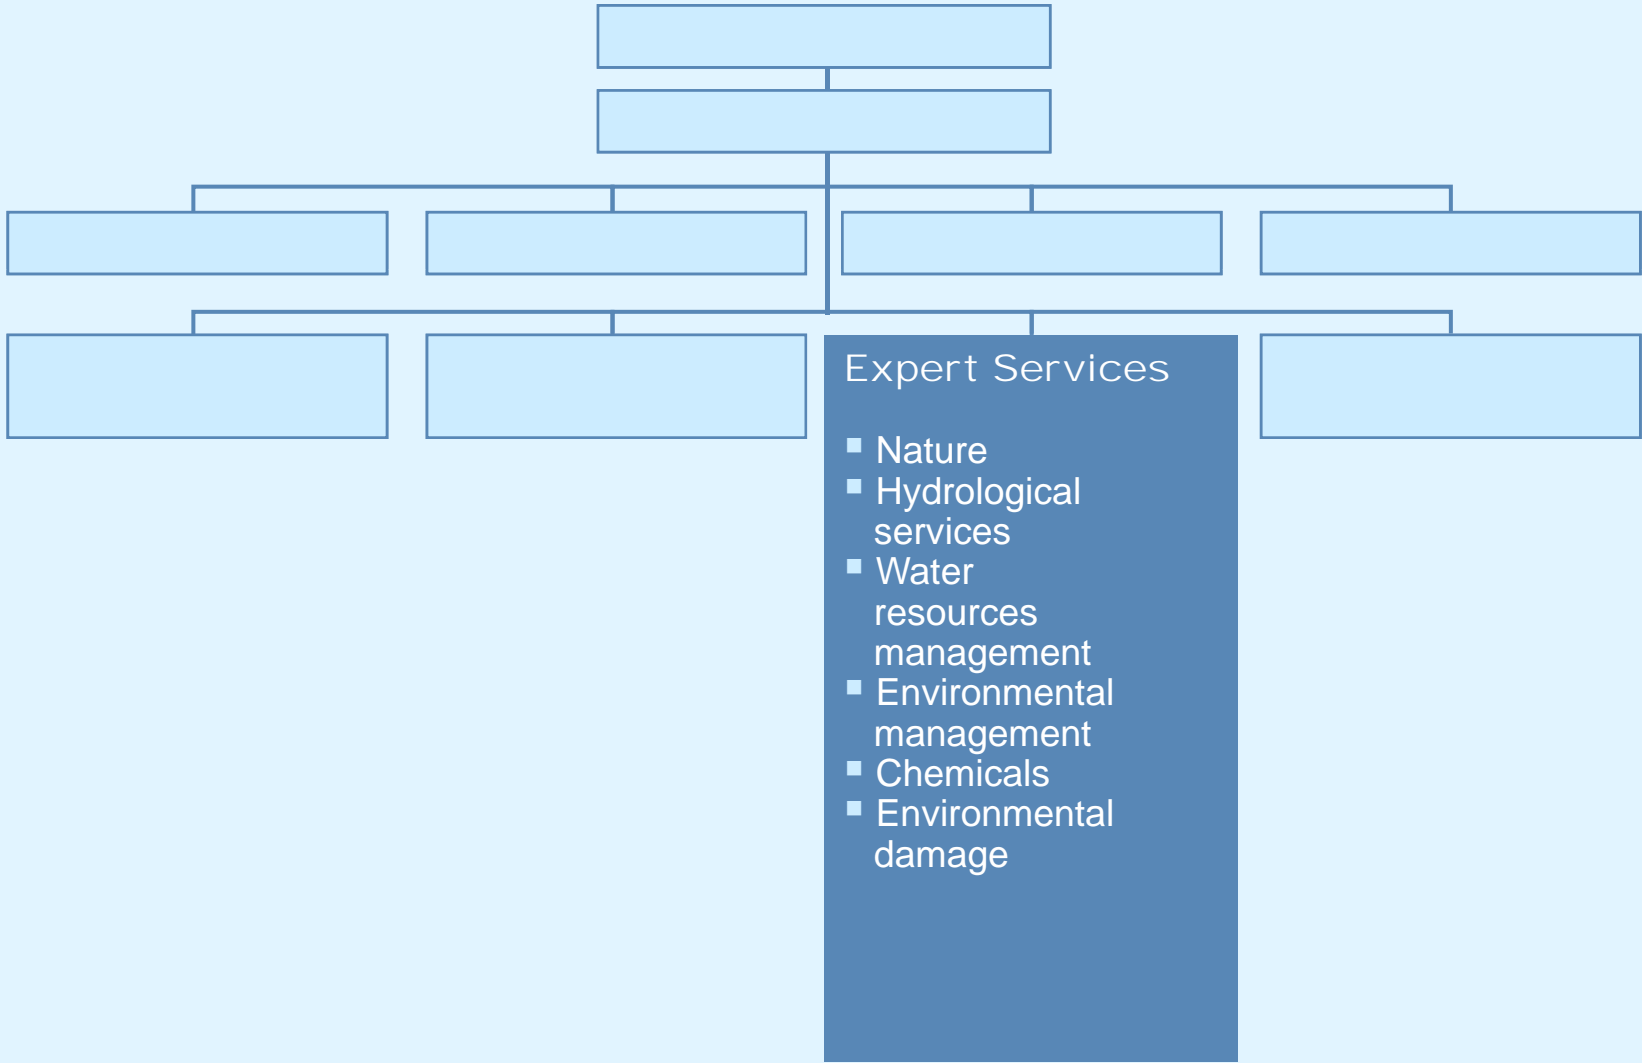 Expert Services
Nature
Hydrological
services
Water
resources
management
Environmental
management
Chemicals
Environmental
damage